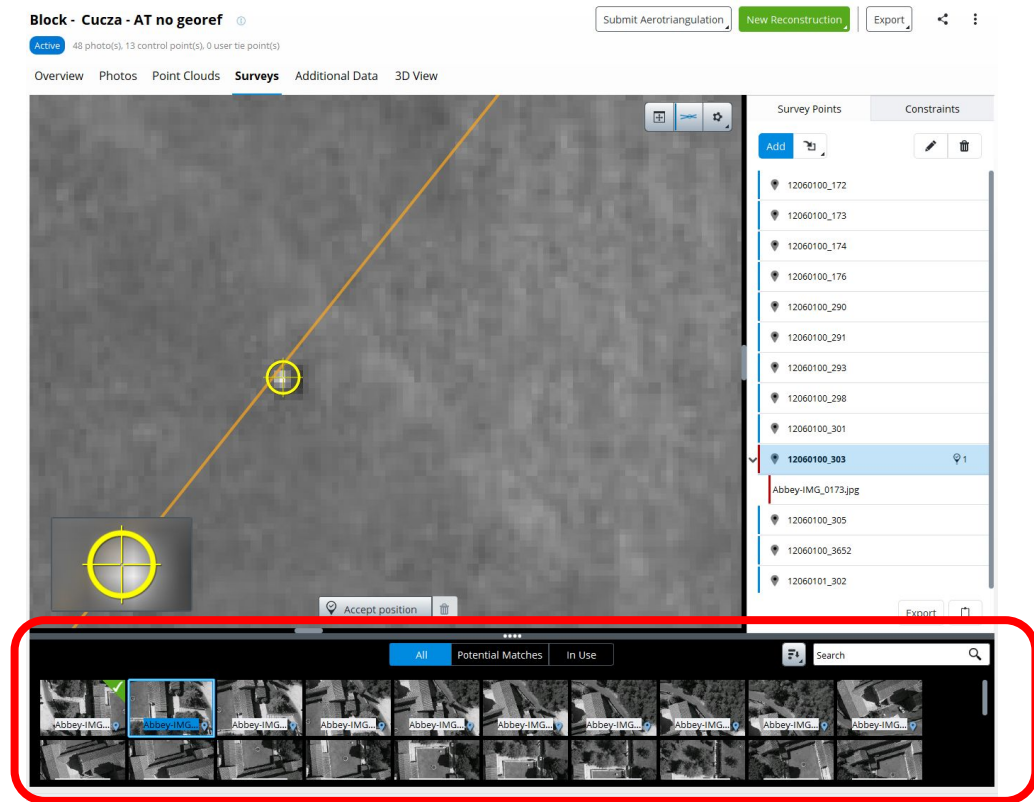 Block - Cucza - AT no georef
Submit Aerotriangulation
New Reconstruction
Export
Active
48 photo(s), 13 control point(s), 0 user tie point(s)
Overview Photos Point Clouds Surveys Additional Data 3D View
Survey Points
Constraints
Add
12060100_172
12060100_173
12060100_174
12060100_176
12060100_290
12060100_291
12060100_293
12060100_298
12060100_301
12060100_303
1
Abbey-IMG_0173.jpg
12060100_305
12060100_3652
12060101_302
Export
Accept position
All Potential Matches In Use
Search
Abbey-IMG... Abbey-IMG... Abbey-IMG... Abbey-IMG... Abbey-IMG... Abbey-IMG... Abbey-IMG... Abbey-IMG... Abbey-IMG... Abbey-IMG...